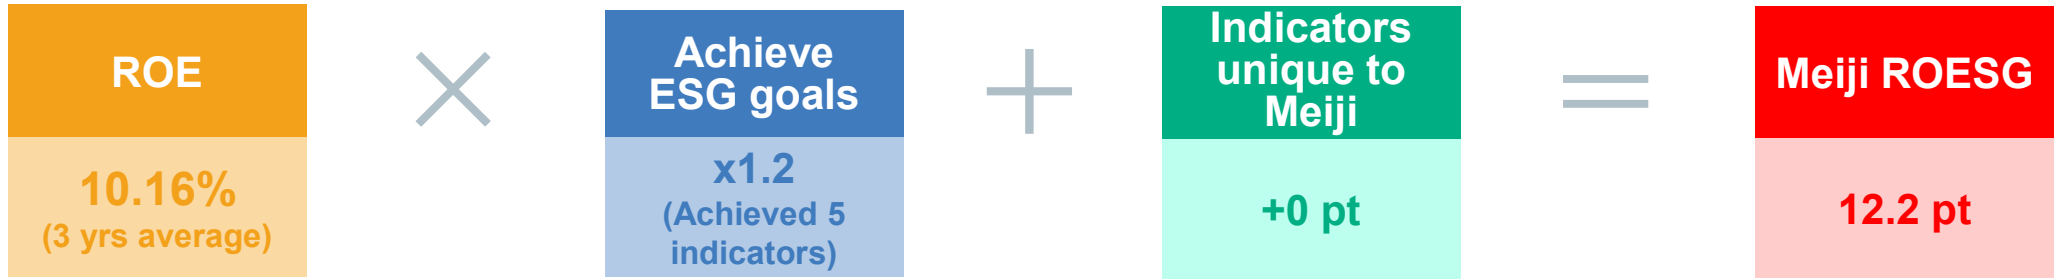 ROE
10.16%
(3 yrs average)
×
Achieve
ESG goals
x1.2
(Achieved 5
indicators)
+
Indicators
unique to
Meiji
+0 pt
=
Meiji ROESG
12.2 pt